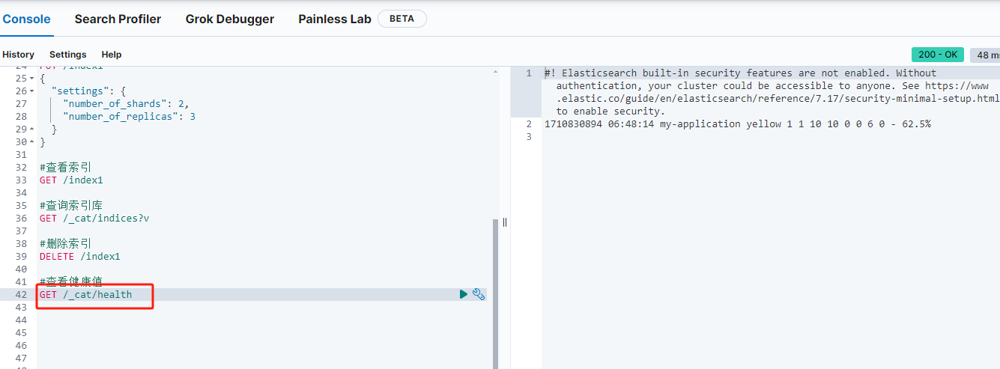 Console Search Profiler Grok Debugger Painless Lab BETA
History Settings Help 200 - OK 48 ms
24 PUT /index1
25 {
26 "settings": {
27 "number_of_shards": 2,
28 "number_of_replicas": 3
29 }
30 }
31
32 #查看索引
33 GET /index1
34
35 #查询索引库
36 GET /_cat/indices?v
37
38 #删除索引
39 DELETE /index1
40
41 #查看健康值
42 GET /_cat/health
43
44
45
46
47
1 #! Elasticsearch built-in security features are not enabled. Without
authentication, your cluster could be accessible to anyone. See https://www
.elastic.co/guide/en/elasticsearch/reference/7.17/security-minimal-setup.html
to enable security.
2 1710830894 06:48:14 my-application yellow 1 1 10 10 0 0 6 0 - 62.5%
3